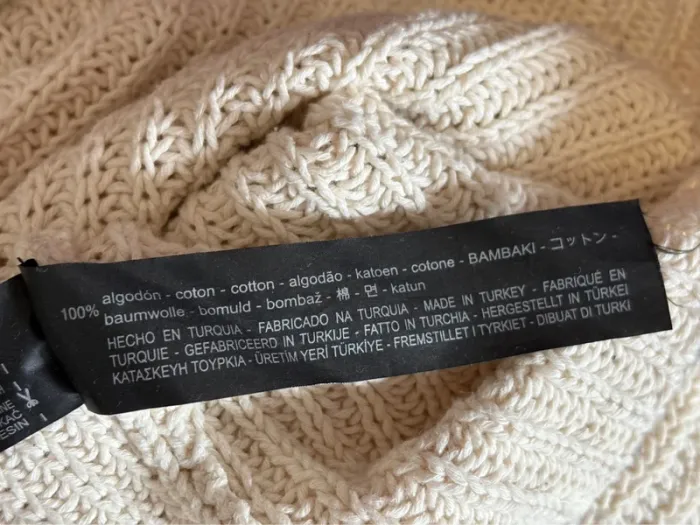 100% algodón - coton - cotton - algodão - katoen - cotone - BAMBAKI - コットン -
baumwolle - bomuld - bombaž - 棉 - 면 - katun
HECHO EN TURQUIA - FABRICADO NA TURQUIA - MADE IN TURKEY - FABRIQUÉ EN
TURQUIE - GEFABRICEERD IN TURKIJE - FATTO IN TURCHIA - HERGESTELLT IN TÜRKEI
ΚΑΤΑΣΚΕΥΗ ΤΟΥΡΚΙΑ - ÜRETİM YERİ TÜRKİYE - FREMSTILLET I TYRKIET - DIBUAT DI TURKI